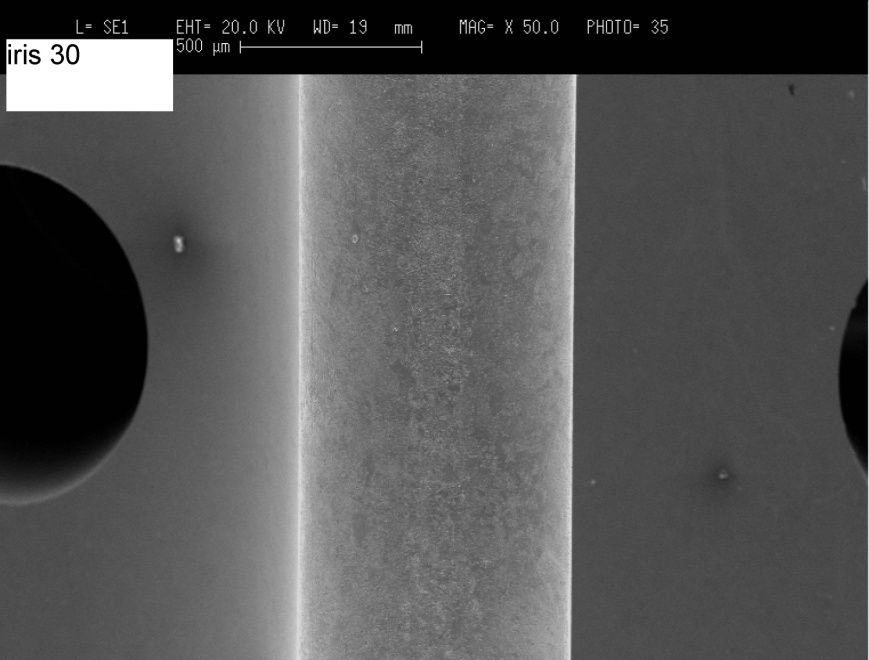 L= SE1 EHT= 20.0 KV WD= 19 mm MAG= X 50.0 PHOTO= 35
500 µm
iris 30